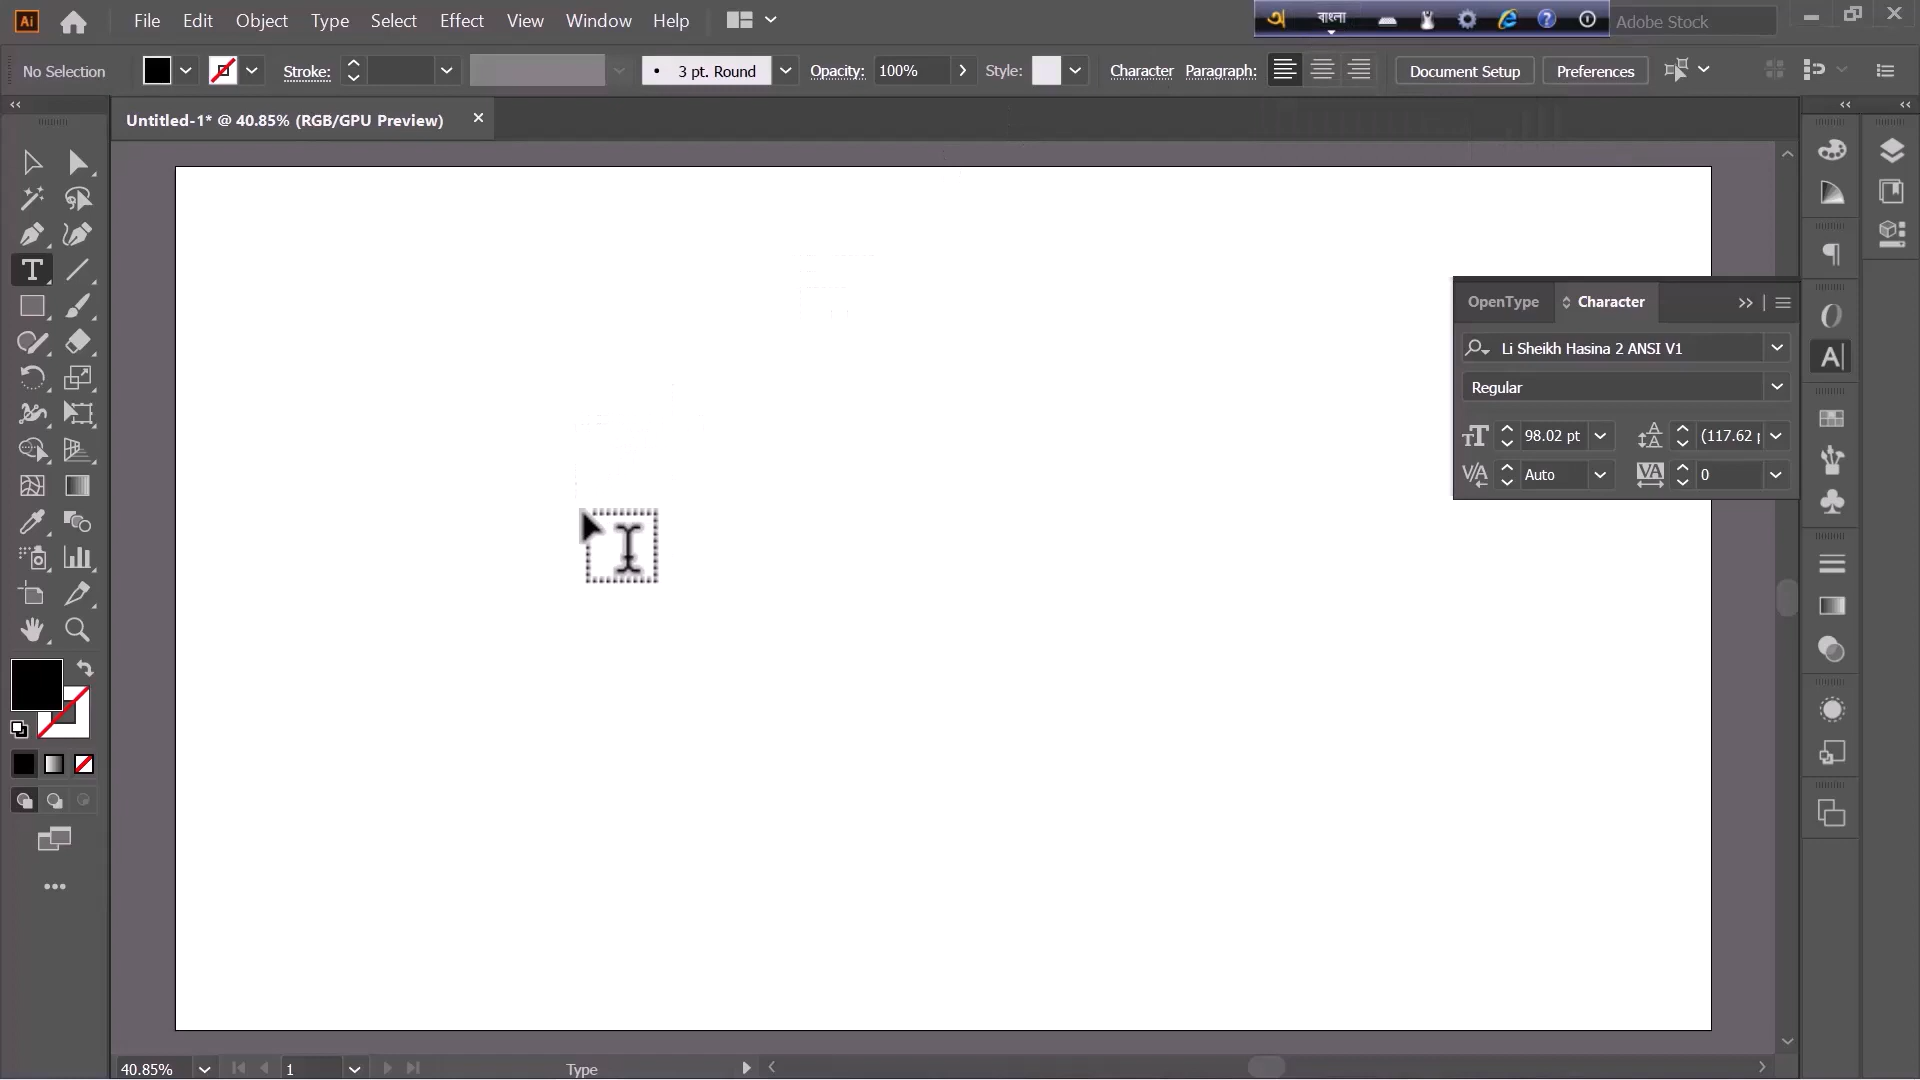 File Edit Object Type Select Effect View Window Help
অ বাংলা
Adobe Stock
No Selection
Stroke:
3 pt. Round
Opacity: 100%
Style:
Character Paragraph:
Document Setup
Preferences
Untitled-1* @ 40.85% (RGB/GPU Preview)
OpenType Character
Li Sheikh Hasina 2 ANSI V1
Regular
98.02 pt
(117.62 p
Auto
0
40.85%
1
Type